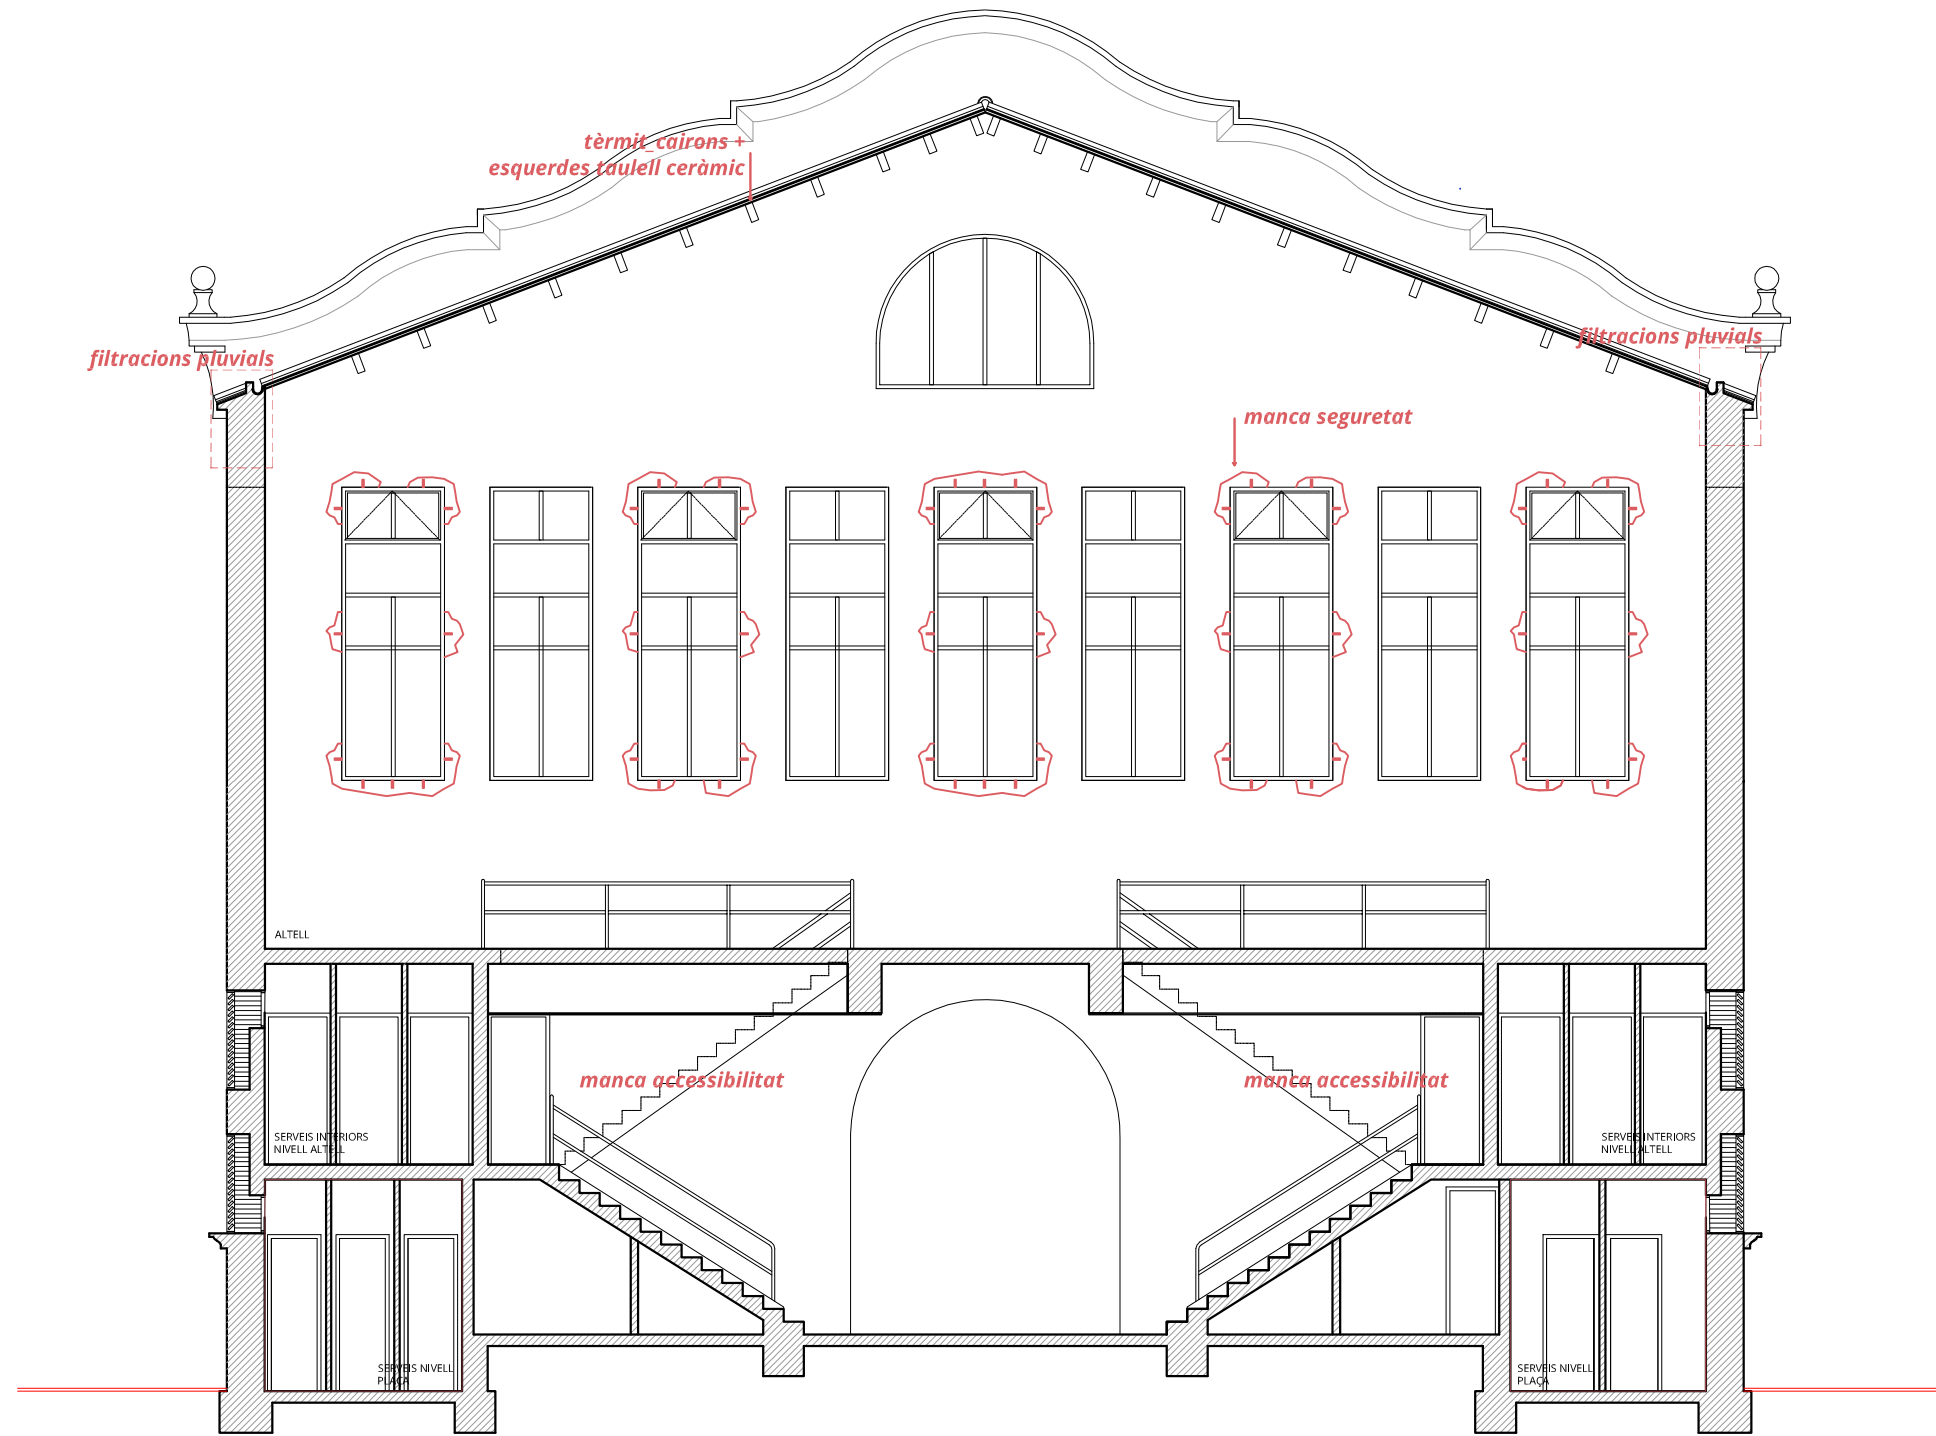 tèrmit_cairons +
esquerdes taulell ceràmic
filtracions pluvials
filtracions pluvials
manca seguretat
ALTELL
manca accessibilitat
manca accessibilitat
SERVEIS INTERIORS
NIVELL ALTELL
SERVEIS INTERIORS
NIVELL ALTELL
SERVEIS NIVELL
PLAÇA
SERVEIS NIVELL
PLAÇA